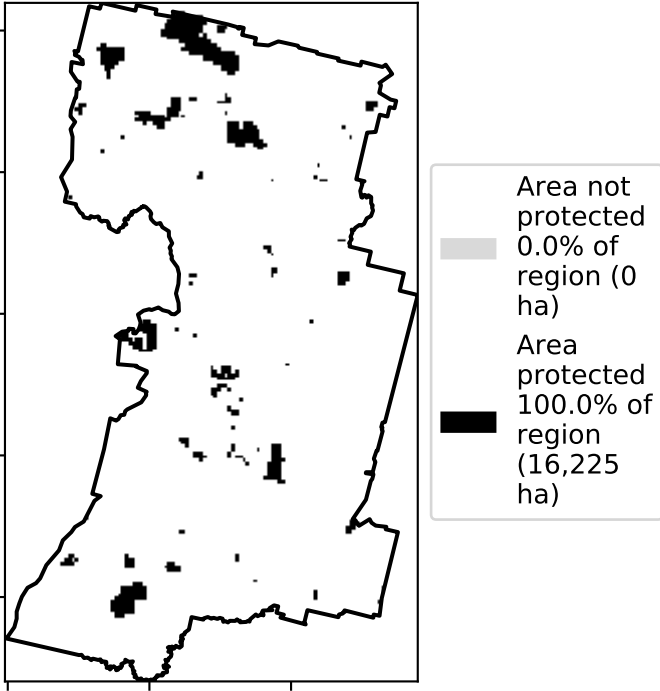 Area not
protected
0.0% of
region (0
ha)
Area
protected
100.0% of
region
(16,225
ha)